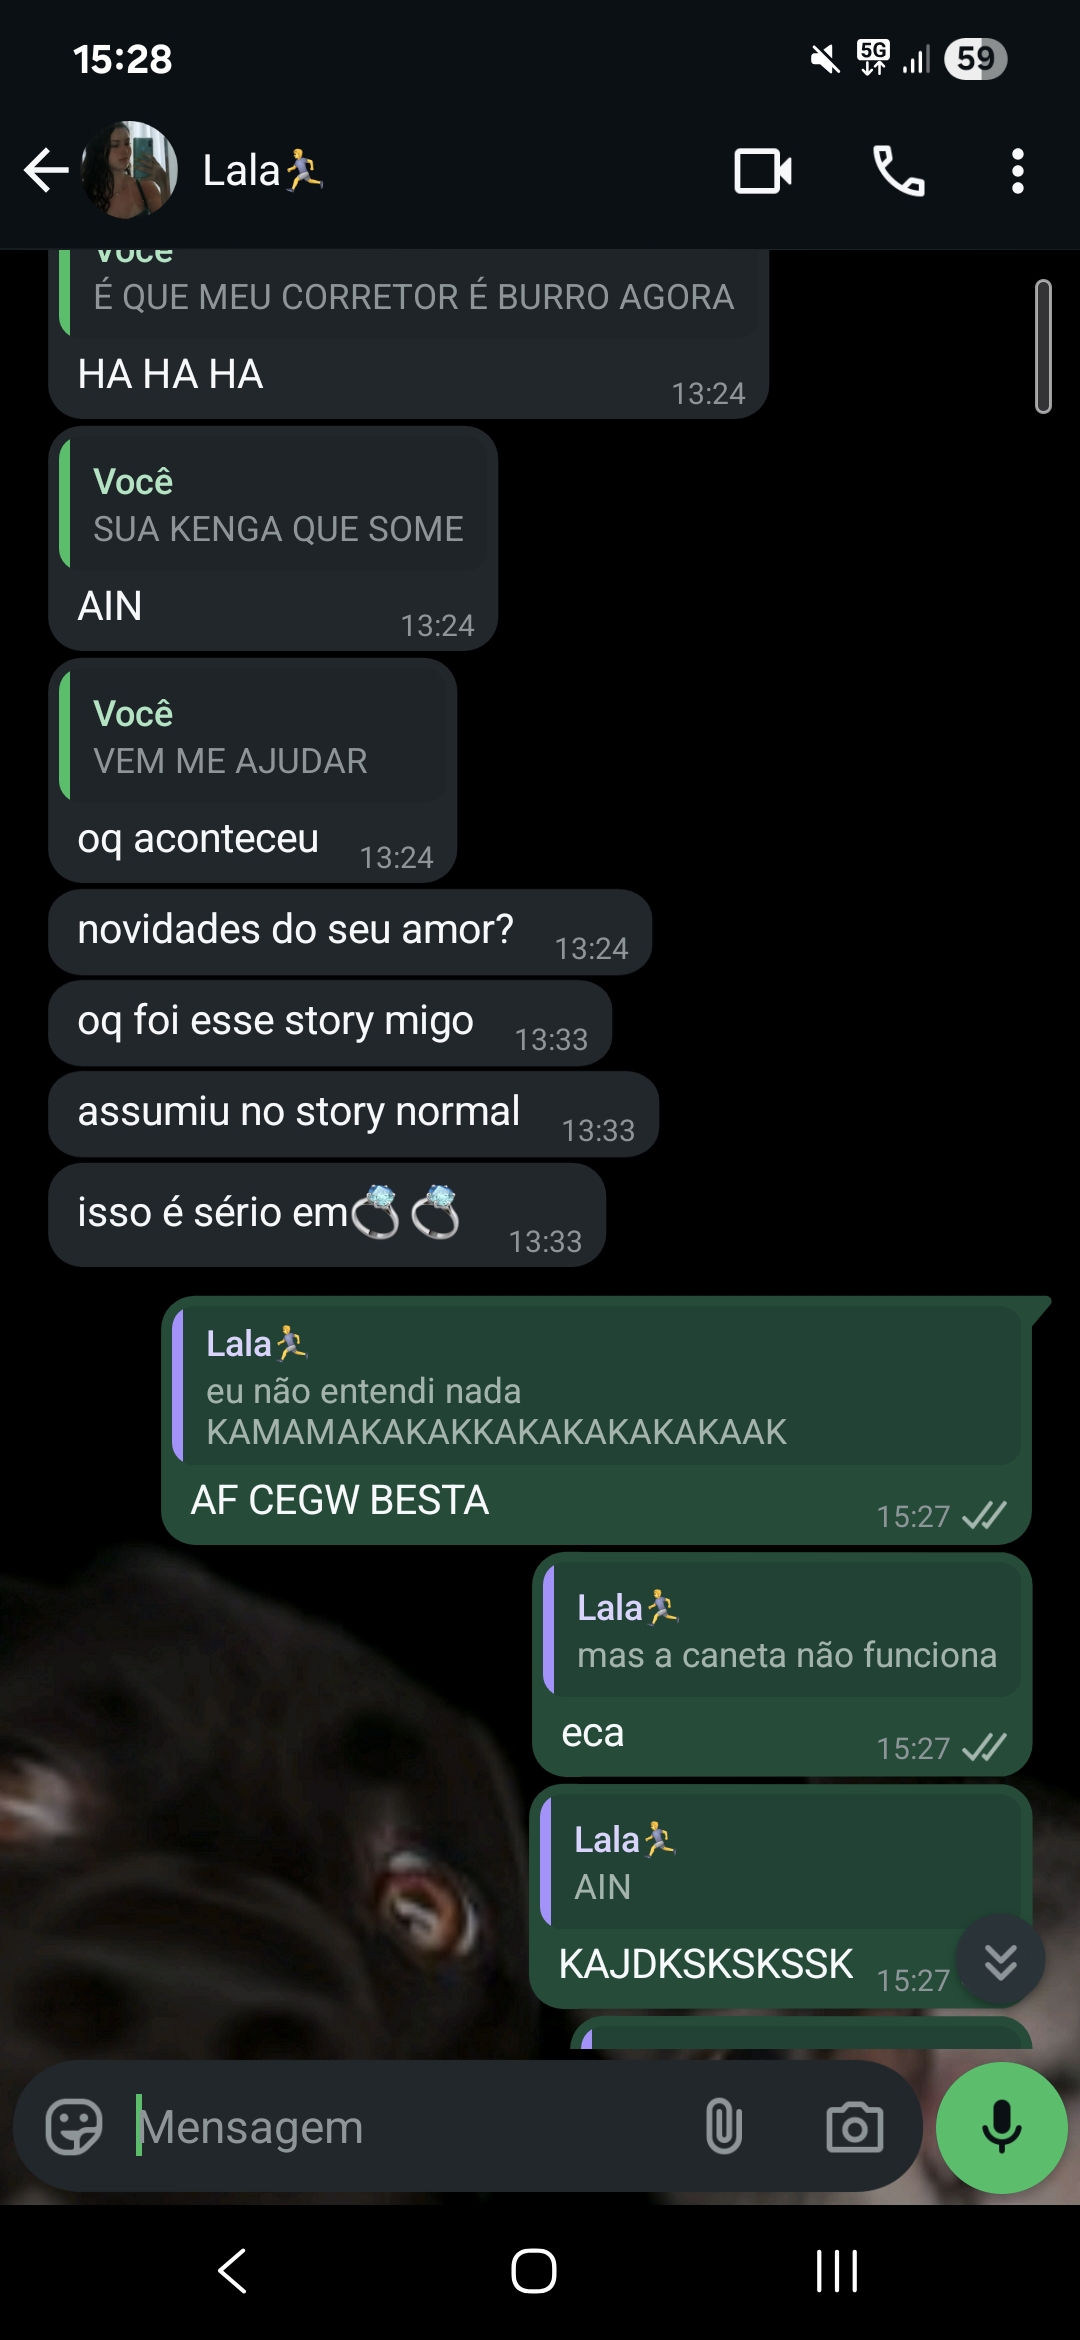 15:28
5G
59
Lala🏃
Você
É QUE MEU CORRETOR É BURRO AGORA
HA HA HA
13:24
Você
SUA KENGA QUE SOME
AIN
13:24
Você
VEM ME AJUDAR
oq aconteceu
13:24
novidades do seu amor?
13:24
oq foi esse story migo
13:33
assumiu no story normal
13:33
isso é sério em💍💍
13:33
Lala🏃
eu não entendi nada
KAMAMAKAKAKKAKAKAKAKAKAAK
AF CEGW BESTA
15:27
Lala🏃
mas a caneta não funciona
eca
15:27
Lala🏃
AIN
KAJDKSKSKSSK
15:27
Mensagem